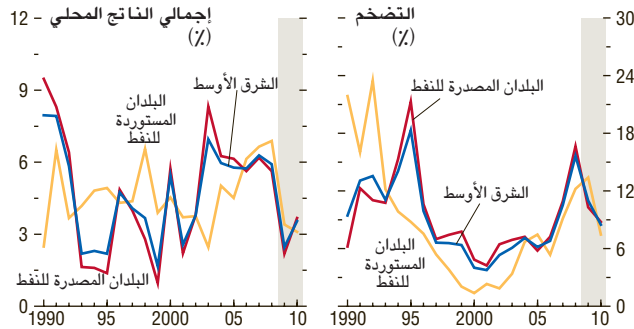 إجمالي الناتج المحلي
(٪)
12
9
6
3
0
الشرق الأوسط
البلدان
المستوردة
للنفط
البلدان المصدرة للنفط
1990
95
2000
05
10
التضخم
(٪)
30
24
18
12
6
0
البلدان المصدرة للنفط
الشرق الأوسط
البلدان
المستوردة
للنفط
1990
95
2000
05
10